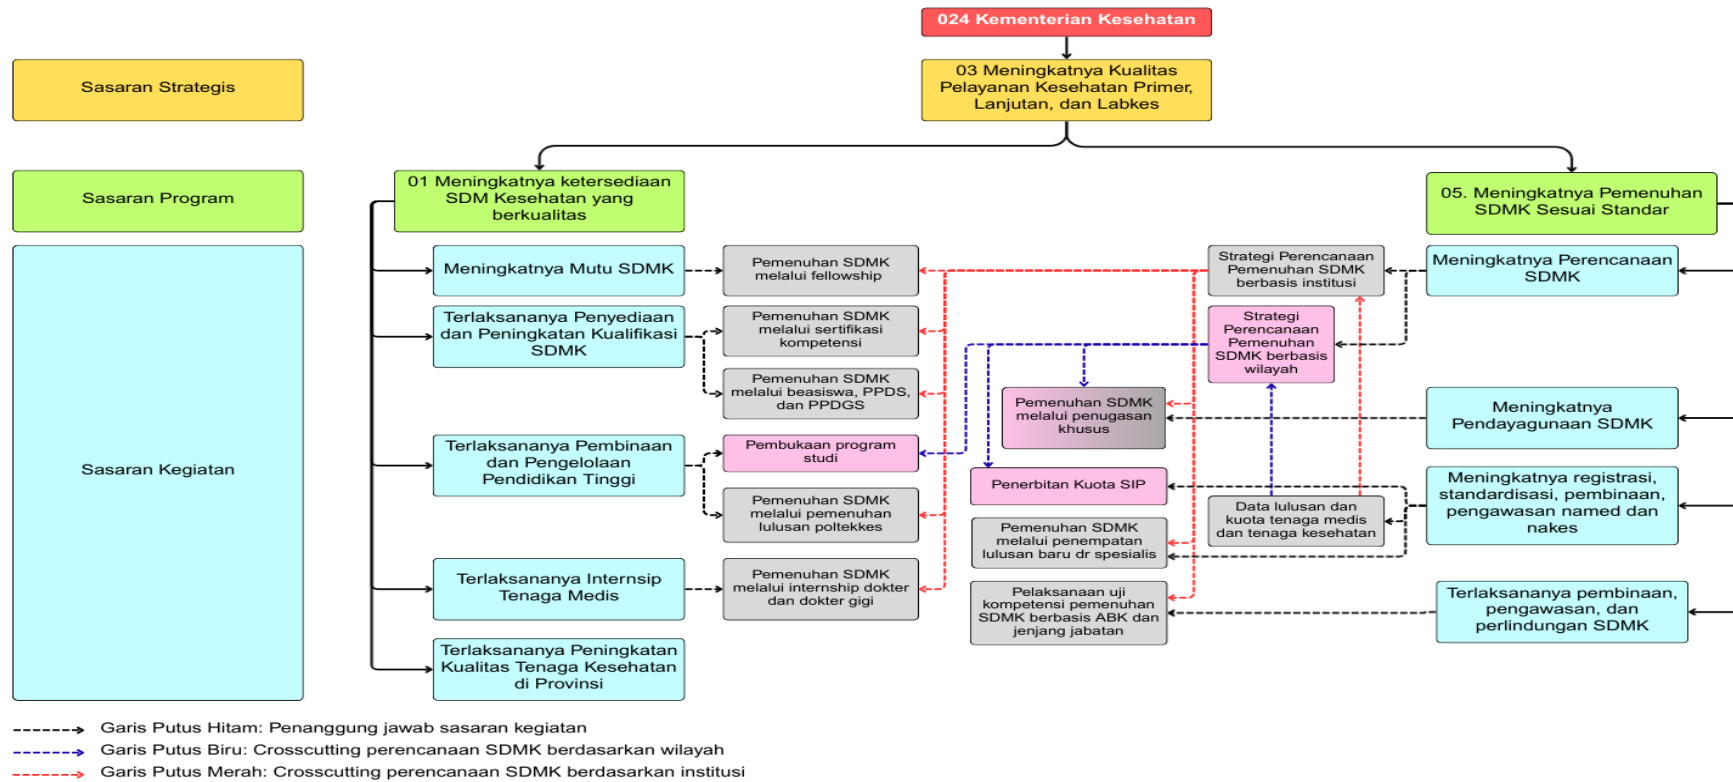 024 Kementerian Kesehatan
Sasaran Strategis
03 Meningkatnya Kualitas
Pelayanan Kesehatan Primer,
Lanjutan, dan Labkes
Sasaran Program
01 Meningkatnya ketersediaan
SDM Kesehatan yang
berkualitas
05. Meningkatnya Pemenuhan
SDMK Sesuai Standar
Sasaran Kegiatan
Meningkatnya Mutu SDMK
Pemenuhan SDMK
melalui fellowship
Terlaksananya Penyediaan
dan Peningkatan Kualifikasi
SDMK
Pemenuhan SDMK
melalui sertifikasi
kompetensi
Pemenuhan SDMK
melalui beasiswa, PPDS,
dan PPDGS
Terlaksananya Pembinaan
dan Pengelolaan
Pendidikan Tinggi
Pembukaan program
studi
Pemenuhan SDMK
melalui pemenuhan
lulusan poltekkes
Terlaksananya Internsip
Tenaga Medis
Pemenuhan SDMK
melalui internship dokter
dan dokter gigi
Terlaksananya Peningkatan
Kualitas Tenaga Kesehatan
di Provinsi
Strategi Perencanaan
Pemenuhan SDMK
berbasis institusi
Meningkatnya Perencanaan
SDMK
Strategi
Perencanaan
Pemenuhan
SDMK berbasis
wilayah
Pemenuhan SDMK
melalui penugasan
khusus
Meningkatnya
Pendayagunaan SDMK
Penerbitan Kuota SIP
Data lulusan dan
kuota tenaga medis
dan tenaga kesehatan
Meningkatnya registrasi,
standardisasi, pembinaan,
pengawasan named dan
nakes
Pemenuhan SDMK
melalui penempatan
lulusan baru dr spesialis
Pelaksanaan uji
kompetensi pemenuhan
SDMK berbasis ABK dan
jenjang jabatan
Terlaksananya pembinaan,
pengawasan, dan
perlindungan SDMK
Garis Putus Hitam: Penanggung jawab sasaran kegiatan
Garis Putus Biru: Crosscutting perencanaan SDMK berdasarkan wilayah
Garis Putus Merah: Crosscutting perencanaan SDMK berdasarkan institusi